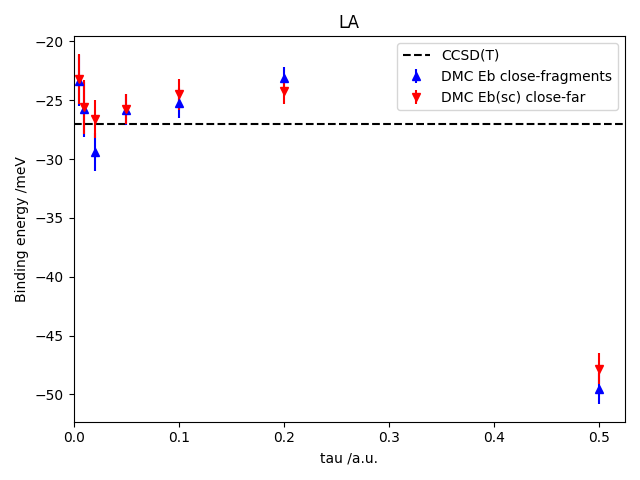 LA
−20
−25
−30
−35
−40
−45
−50
Binding energy /meV
CCSD(T)
DMC Eb close-fragments
DMC Eb(sc) close-far
0.0 0.1 0.2 0.3 0.4 0.5
tau /a.u.